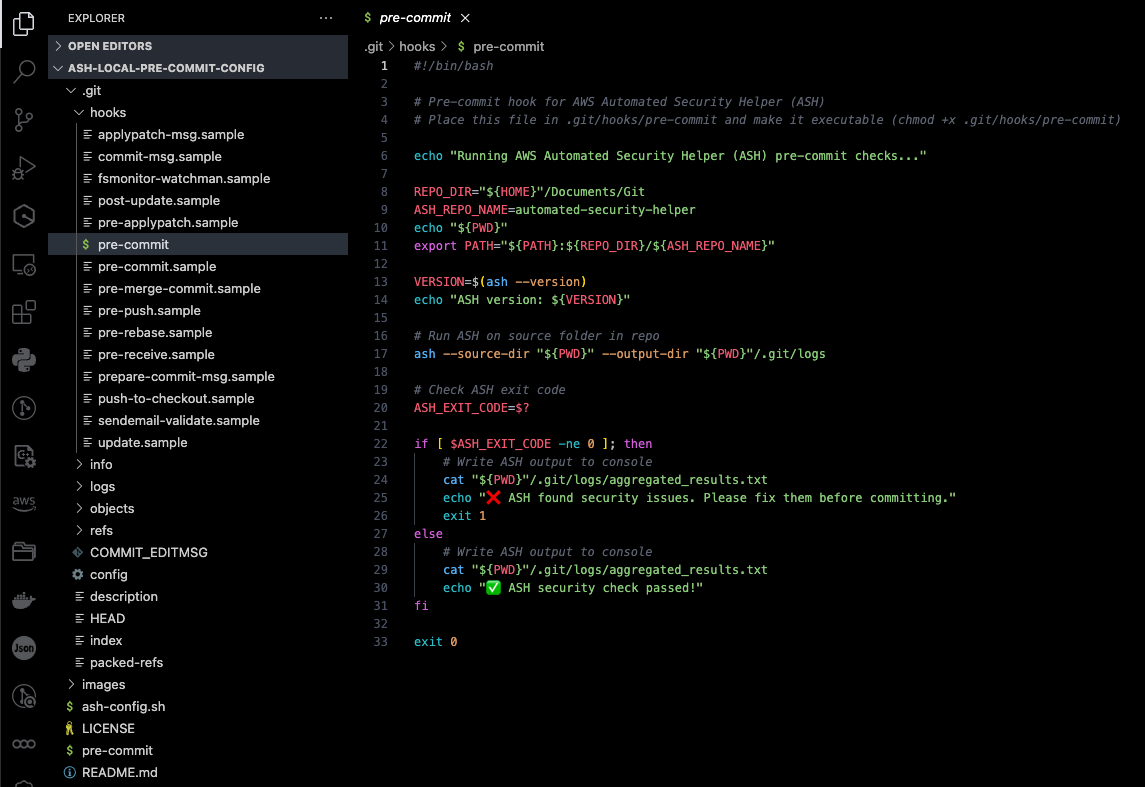 EXPLORER
OPEN EDITORS
ASH-LOCAL-PRE-COMMIT-CONFIG
.git
hooks
applypatch-msg.sample
commit-msg.sample
fsmonitor-watchman.sample
post-update.sample
pre-applypatch.sample
$ pre-commit
pre-commit.sample
pre-merge-commit.sample
pre-push.sample
pre-rebase.sample
pre-receive.sample
prepare-commit-msg.sample
push-to-checkout.sample
sendemail-validate.sample
update.sample
info
logs
objects
refs
COMMIT_EDITMSG
config
description
HEAD
index
packed-refs
images
$ ash-config.sh
LICENSE
$ pre-commit
README.md
aws
Json
$ pre-commit
.git > hooks > $ pre-commit
1 #!/bin/bash
2
3 # Pre-commit hook for AWS Automated Security Helper (ASH)
4 # Place this file in .git/hooks/pre-commit and make it executable (chmod +x .git/hooks/pre-commit)
5
6 echo "Running AWS Automated Security Helper (ASH) pre-commit checks..."
7
8 REPO_DIR="${HOME}"/Documents/Git
9 ASH_REPO_NAME=automated-security-helper
10 echo "${PWD}"
11 export PATH="${PATH}:${REPO_DIR}/${ASH_REPO_NAME}"
12
13 VERSION=$(ash --version)
14 echo "ASH version: ${VERSION}"
15
16 # Run ASH on source folder in repo
17 ash --source-dir "${PWD}" --output-dir "${PWD}"/.git/logs
18
19 # Check ASH exit code
20 ASH_EXIT_CODE=$?
21
22 if [ $ASH_EXIT_CODE -ne 0 ]; then
23 # Write ASH output to console
24 cat "${PWD}"/.git/logs/aggregated_results.txt
25 echo "❌ ASH found security issues. Please fix them before committing."
26 exit 1
27 else
28 # Write ASH output to console
29 cat "${PWD}"/.git/logs/aggregated_results.txt
30 echo "✅ ASH security check passed!"
31 fi
32
33 exit 0